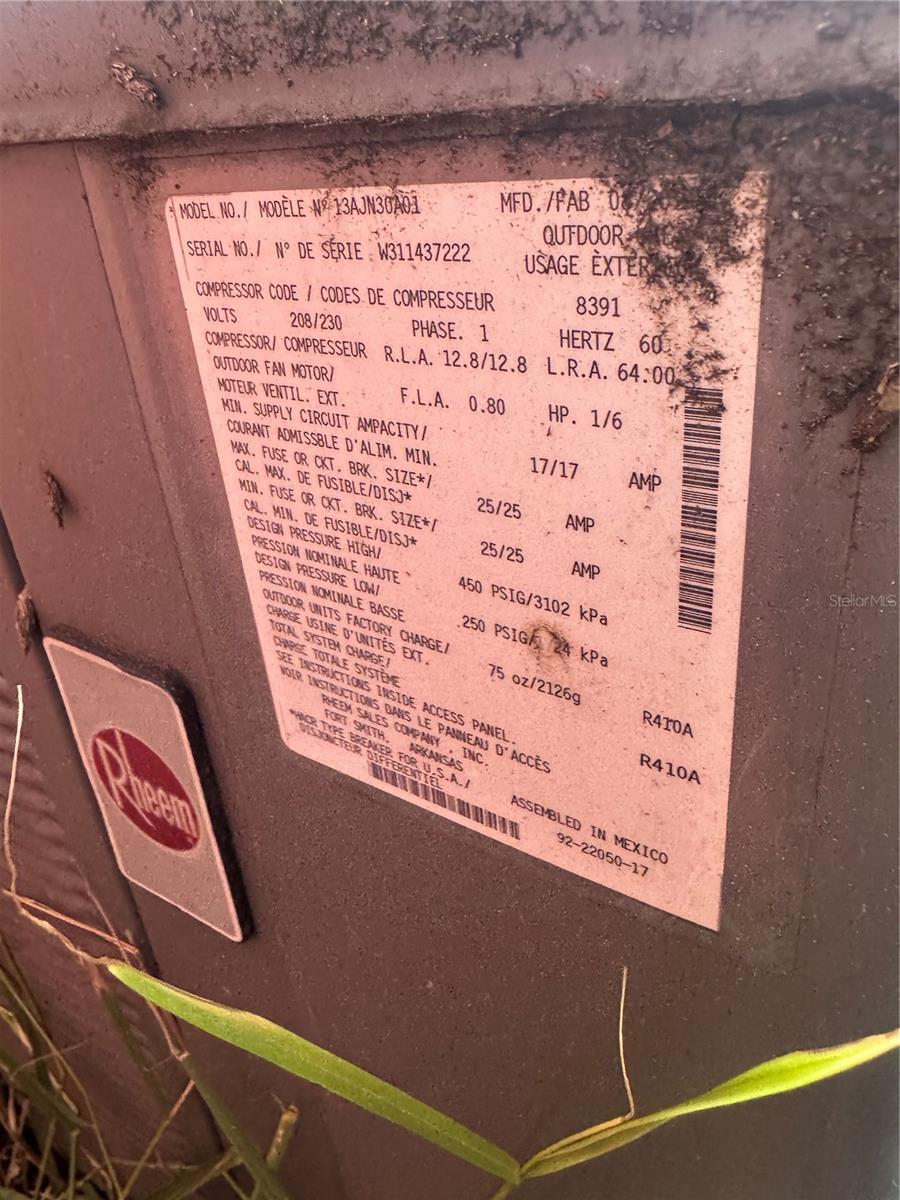 MODEL NO./ MODÈLE Nº 13AJN30A01 MFD./FAB
SERIAL NO./ Nº DE SÉRIE W311437222 OUTDOOR
USAGE
COMPRESSOR CODE / CODES DE COMPRESSEUR 8391
VOLTS 208/230 PHASE. 1 HERTZ 60
COMPRESSOR/ COMPRESSEUR R.L.A. 12.8/12.8 L.R.A. 64.00
OUTDOOR FAN MOTOR/
MOTEUR VENTIL. EXT. F.L.A. 0.80 HP. 1/6
MIN. SUPPLY CIRCUIT AMPACITY/
COURANT ADMISSBLE D'ALIM. MIN. 17/17 AMP
MAX. FUSE OR CKT. BRK. SIZE*/
CAL. MAX. DE FUSIBLE/DISJ* 25/25 AMP
MIN. FUSE OR CKT. BRK. SIZE*/
CAL. MIN. DE FUSIBLE/DISJ* 25/25 AMP
DESIGN PRESSURE HIGH/
PRESSION NOMINALE HAUTE 450 PSIG/3102 kPa
DESIGN PRESSURE LOW/
PRESSION NOMINALE BASSE 250 PSIG/ kPa
OUTDOOR UNITS FACTORY CHARGE/
CHARGE USINE D'UNITÉS EXT. 75 oz/2126g R410A
TOTAL SYSTEM CHARGE/
CHARGE TOTALE SYSTÈME R410A
SEE INSTRUCTIONS INSIDE ACCESS PANEL.
VOIR INSTRUCTIONS DANS LE PANNEAU D'ACCÈS
RHEEM SALES COMPANY , INC.
FORT SMITH, ARKANSAS
*HACR TYPE BREAKER FOR U.S.A./
DISJONCTEUR DIFFERENTIEL
ASSEMBLED IN MEXICO
92-22050-17
Rheem
StellarMLS